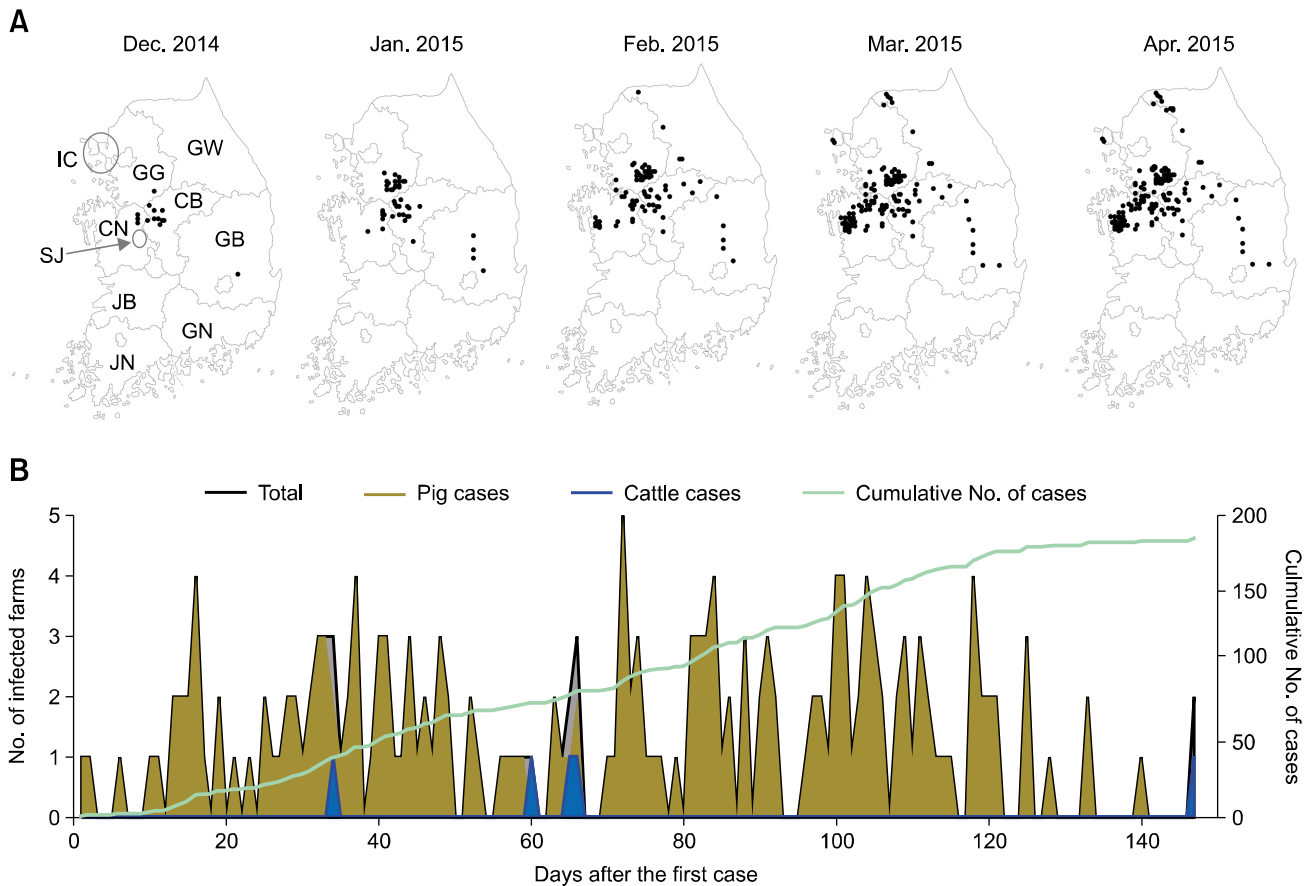 A
Dec. 2014 Jan. 2015 Feb. 2015 Mar. 2015 Apr. 2015
GW
IC
GG
CB
CN
GB
SJ
JB
GN
JN
B
Total Pig cases Cattle cases Cumulative No. of cases
5 4 3 2 1 0
No. of infected farms
200 150 100 50 0
Culmulative No. of cases
0 20 40 60 80 100 120 140
Days after the first case